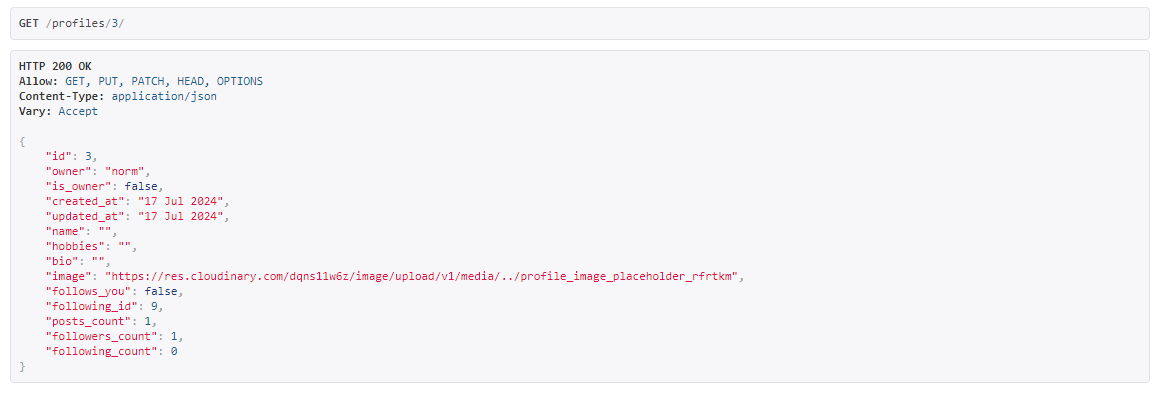 GET /profiles/3/
HTTP 200 OK
Allow: GET, PUT, PATCH, HEAD, OPTIONS
Content-Type: application/json
Vary: Accept
{
    "id": 3,
    "owner": "norm",
    "is_owner": false,
    "created_at": "17 Jul 2024",
    "updated_at": "17 Jul 2024",
    "name": "",
    "hobbies": "",
    "bio": "",
    "image": "https://res.cloudinary.com/dqns11w6z/image/upload/v1/media/../profile_image_placeholder_rfrtkm",
    "follows_you": false,
    "following_id": 9,
    "posts_count": 1,
    "followers_count": 1,
    "following_count": 0
}